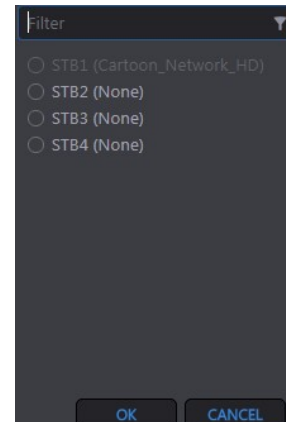 Filter
STB1 (Cartoon_Network_HD)
STB2 (None)
STB3 (None)
STB4 (None)
OK
CANCEL